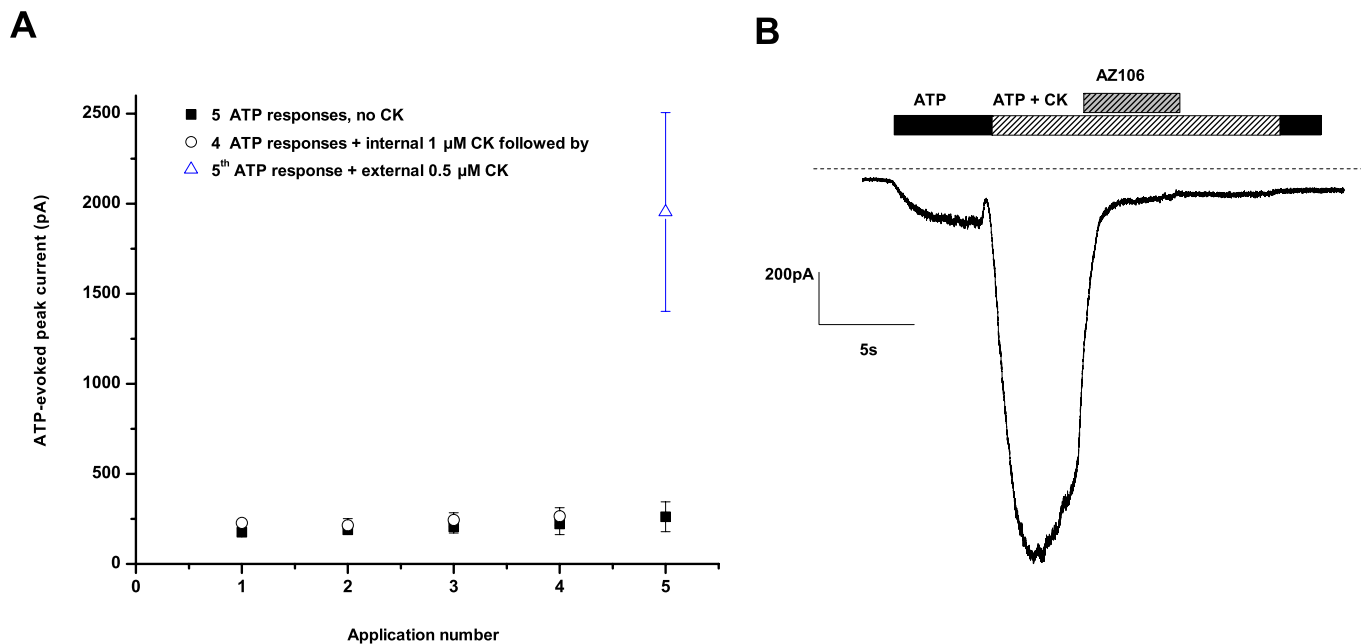 A
5 ATP responses, no CK
4 ATP responses + internal 1 µM CK followed by
5th ATP response + external 0.5 µM CK
ATP-evoked peak current (pA)
2500
2000
1500
1000
500
0
0 1 2 3 4 5
Application number
B
AZ106
ATP ATP + CK
200pA
5s